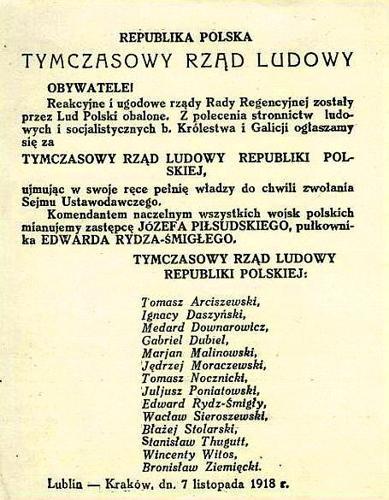 REPUBLIKA POLSKA
TYMCZASOWY RZĄD LUDOWY
OBYWATELE!
Reakcyjne i ugodowe rządy Rady Regencyjnej zostały
przez Lud Polski obalone. Z polecenia stronnictw ludo-
wych i socjalistycznych b. Królestwa i Galicji ogłaszamy
się za
TYMCZASOWY RZĄD LUDOWY REPUBLIKI POL-
SKIEJ,
ujmując w swoje ręce pełnię władzy do chwili zwołania
Sejmu Ustawodawczego.
Komendantem naczelnym wszystkich wojsk polskich
mianujemy zastępcę JÓZEFA PIŁSUDSKIEGO, pułkowni-
ka EDWARDA RYDZA-ŚMIGŁEGO.
TYMCZASOWY RZĄD LUDOWY
REPUBLIKI POLSKIEJ:
Tomasz Arciszewski,
Ignacy Daszyński,
Medard Downarowicz,
Gabriel Dubiel,
Marjan Malinowski,
Jędrzej Moraczewski,
Tomasz Nocznicki,
Juljusz Poniatowski,
Edward Rydz-Śmigły,
Wacław Sieroszewski,
Błażej Stolarski,
Stanisław Thugutt,
Wincenty Witos,
Bronisław Ziemięcki.
Lublin — Kraków, dn. 7 listopada 1918 r.